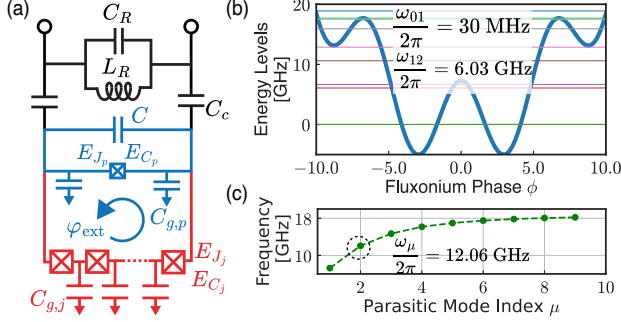 (a)
C_R
L_R
C_c
C
E_{J_p} E_{C_p}
C_{g,p}
φ_ext
E_{J_j}
E_{C_j}
C_{g,j}
(b)
Energy Levels
[GHz]
20
10
0
ω_01/2π = 30 MHz
ω_12/2π = 6.03 GHz
-10.0 -5.0 0.0 5.0 10.0
Fluxonium Phase ϕ
(c)
Frequency
[GHz]
18
10
ω_μ/2π = 12.06 GHz
2 4 6 8 10
Parasitic Mode Index μ